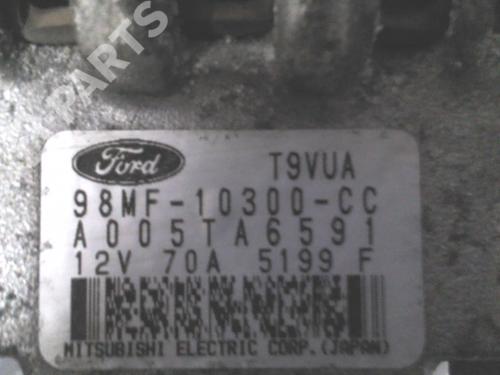 PARTS
Ford T9VUA
98MF-10300-CC
A005TA6591
12V 70A 5199 F
MITSUBISHI ELECTRIC CORP.(JAPAN)